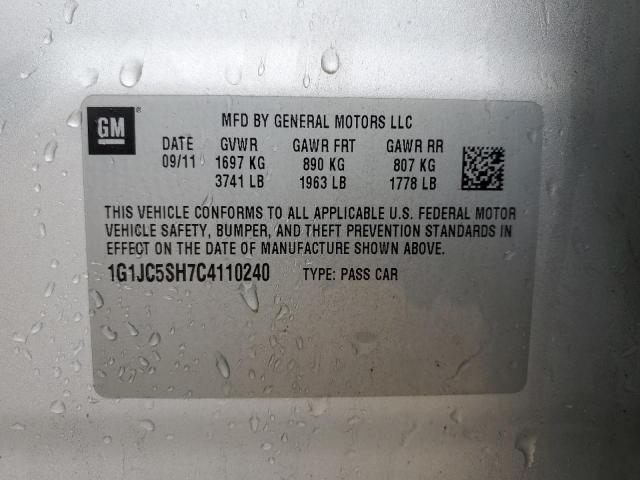 GM
MFD BY GENERAL MOTORS LLC
DATE GVWR GAWR FRT GAWR RR
09/11 1697 KG 890 KG 807 KG
3741 LB 1963 LB 1778 LB
THIS VEHICLE CONFORMS TO ALL APPLICABLE U.S. FEDERAL MOTOR
VEHICLE SAFETY, BUMPER, AND THEFT PREVENTION STANDARDS IN
EFFECT ON THE DATE OF MANUFACTURE SHOWN ABOVE.
1G1JC5SH7C4110240 TYPE: PASS CAR